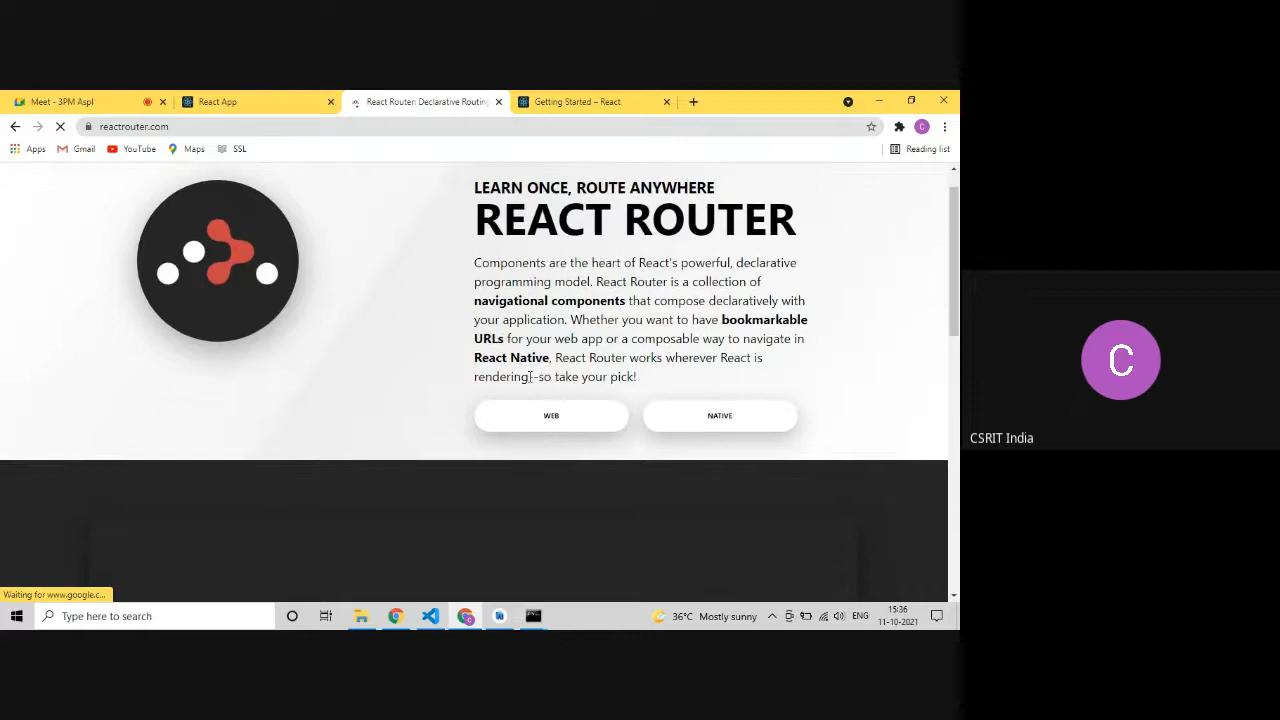 Meet - 3PM Aspl
React App
React Router: Declarative Routing
Getting Started – React
reactrouter.com
Apps
Gmail
YouTube
Maps
SSL
Reading list
LEARN ONCE, ROUTE ANYWHERE
REACT ROUTER
Components are the heart of React's powerful, declarative
programming model. React Router is a collection of
navigational components that compose declaratively with
your application. Whether you want to have bookmarkable
URLs for your web app or a composable way to navigate in
React Native, React Router works wherever React is
rendering--so take your pick!
WEB
NATIVE
C
CSRIT India
Waiting for www.google.c...
Type here to search
36°C Mostly sunny
ENG
15:36
11-10-2021